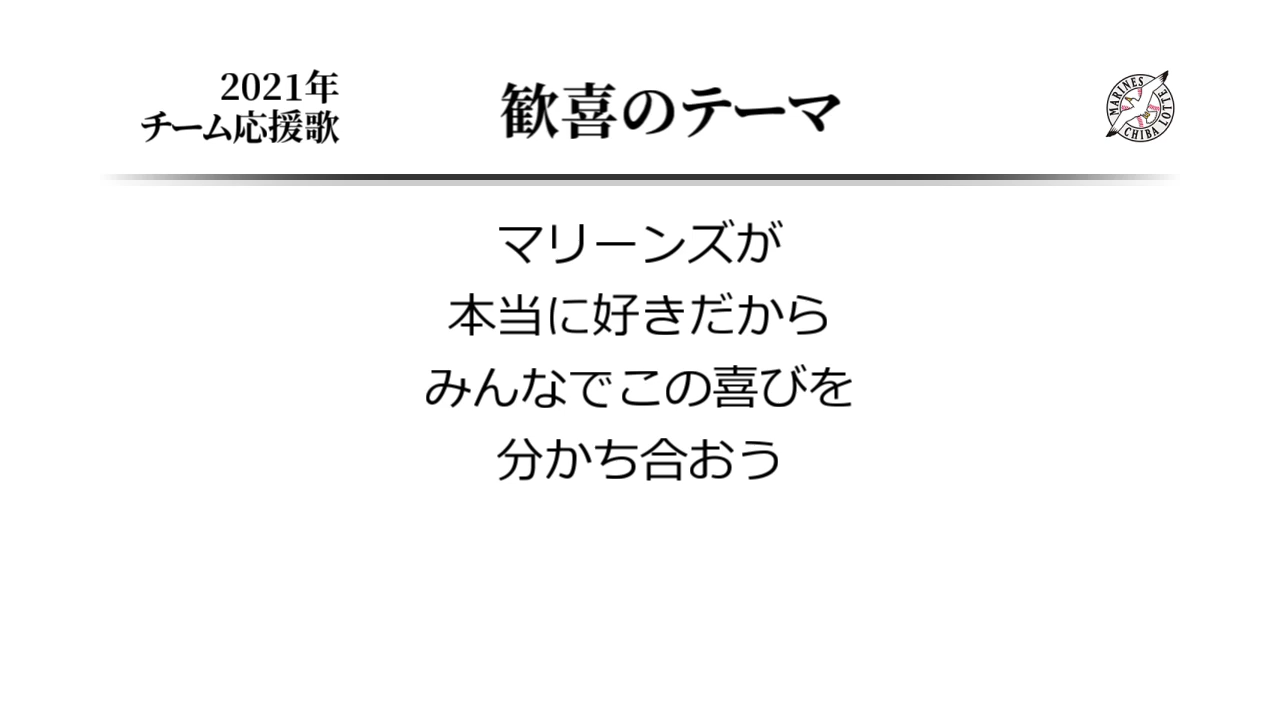 2021年
チーム応援歌
歓喜のテーマ
MARINES
CHIBA LOTTE
マリーンズが
本当に好きだから
みんなでこの喜びを
分かち合おう